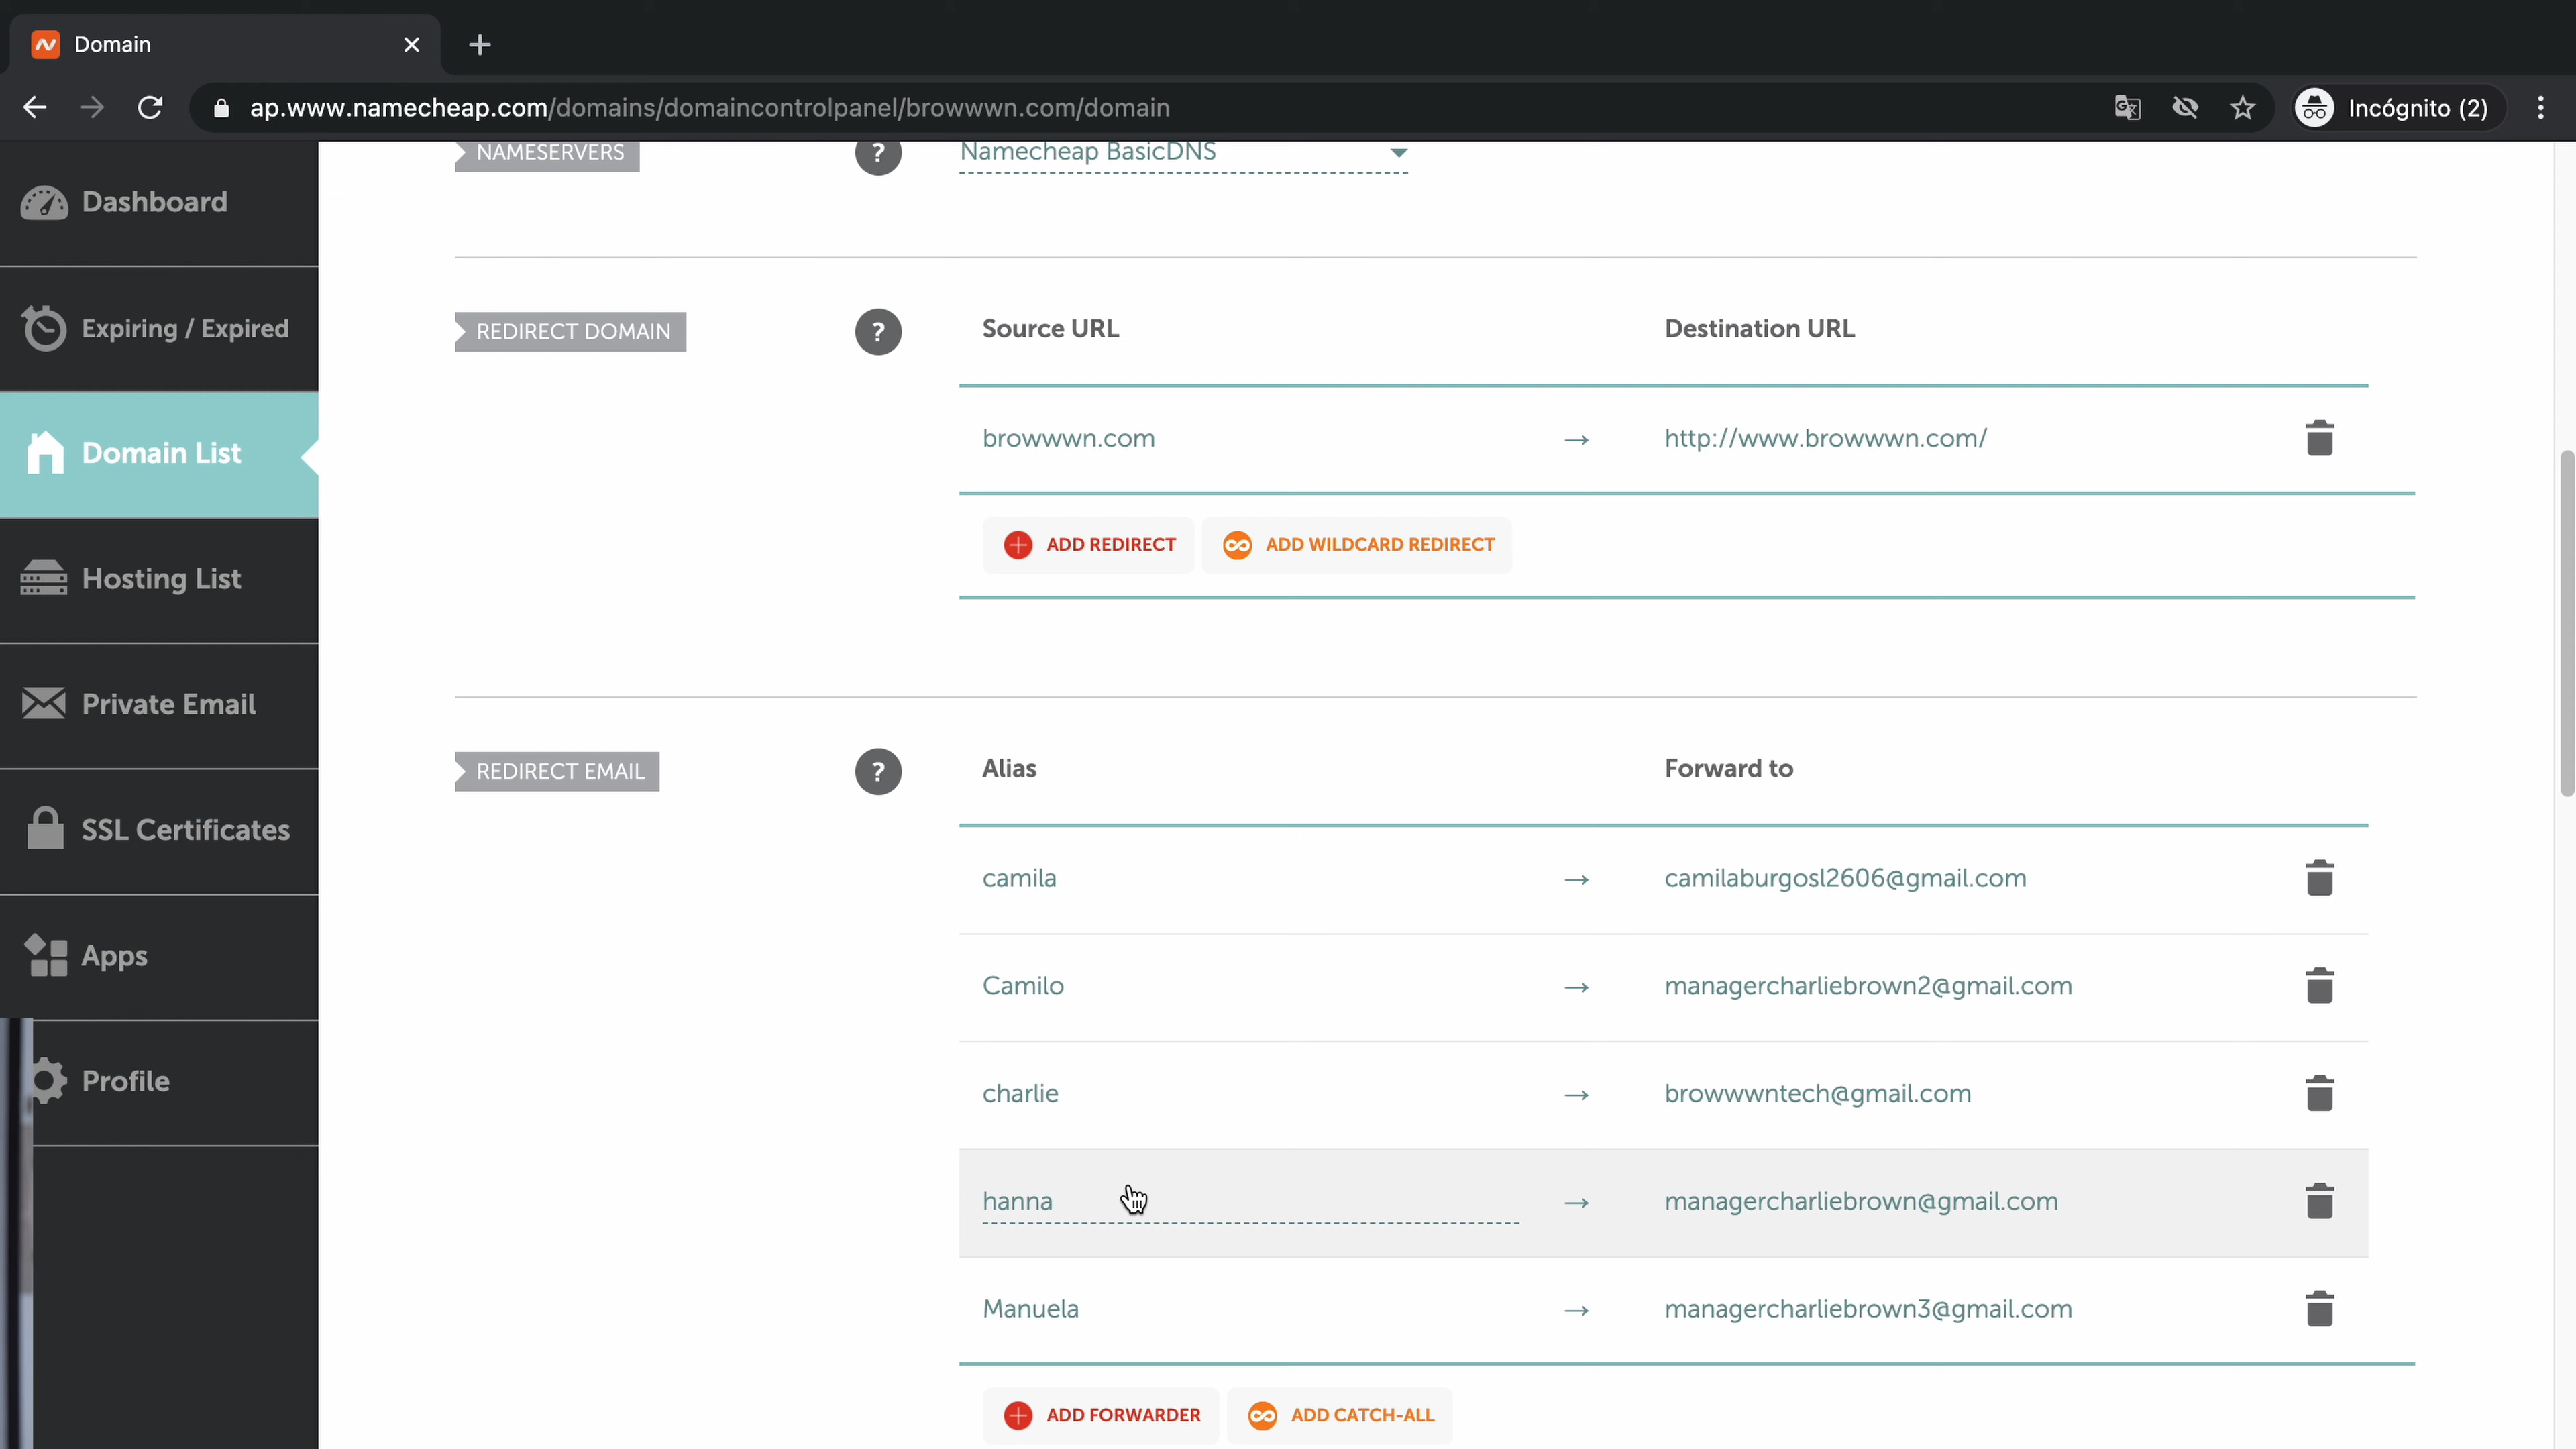 Domain
ap.www.namecheap.com/domains/domaincontrolpanel/browwwn.com/domain
Incógnito (2)
Dashboard
Expiring / Expired
Domain List
Hosting List
Private Email
SSL Certificates
Apps
Profile
NAMESERVERS
?
Namecheap BasicDNS
REDIRECT DOMAIN
?
Source URL
Destination URL
browwwn.com → http://www.browwwn.com/
ADD REDIRECT
ADD WILDCARD REDIRECT
REDIRECT EMAIL
?
Alias
Forward to
camila → camilaburgosl2606@gmail.com
Camilo → managercharliebrown2@gmail.com
charlie → browwwntech@gmail.com
hanna → managercharliebrown@gmail.com
Manuela → managercharliebrown3@gmail.com
ADD FORWARDER
ADD CATCH-ALL